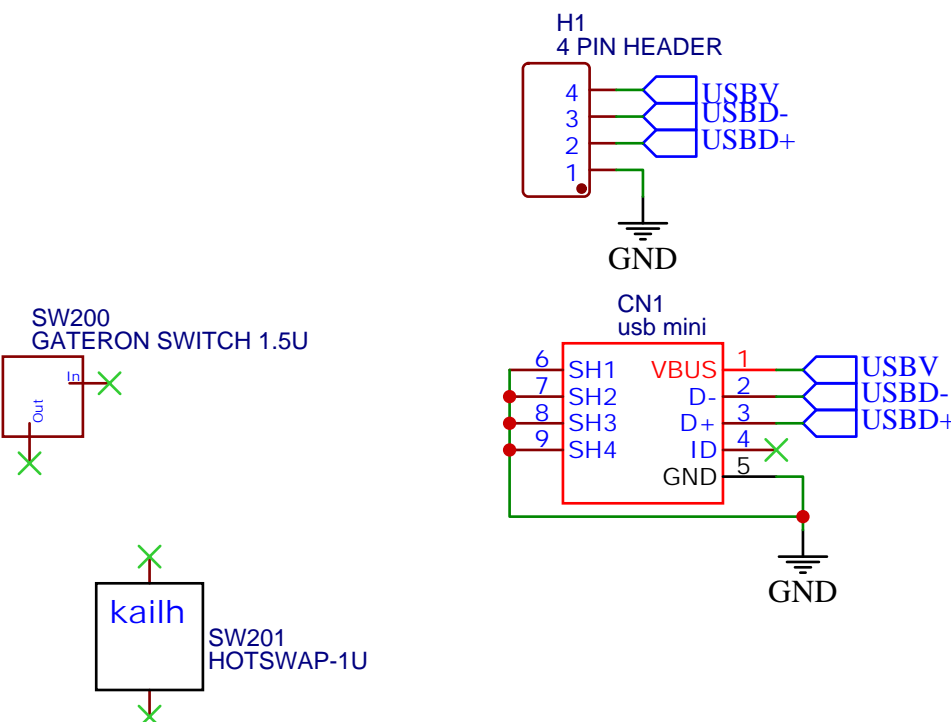 H1
4 PIN HEADER
4
USBV
3
USBD-
2
USBD+
1
GND
CN1
usb mini
SW200
GATERON SWITCH 1.5U
In
Out
6 SH1 VBUS 1 USBV
7 SH2 D- 2 USBD-
8 SH3 D+ 3 USBD+
9 SH4 ID 4
GND 5
GND
kailh
SW201
HOTSWAP-1U